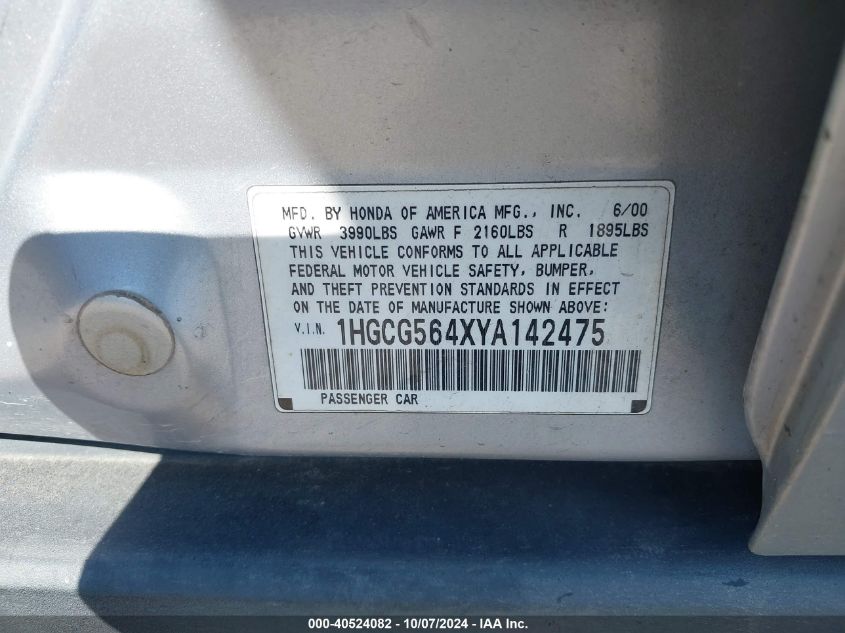 MFD. BY HONDA OF AMERICA MFG., INC. 6/00
GVWR 3990LBS GAWR F 2160LBS R 1895LBS
THIS VEHICLE CONFORMS TO ALL APPLICABLE
FEDERAL MOTOR VEHICLE SAFETY, BUMPER,
AND THEFT PREVENTION STANDARDS IN EFFECT
ON THE DATE OF MANUFACTURE SHOWN ABOVE:
V.I.N. 1HGCG564XYA142475
PASSENGER CAR
000-40524082 - 10/07/2024 - IAA Inc.